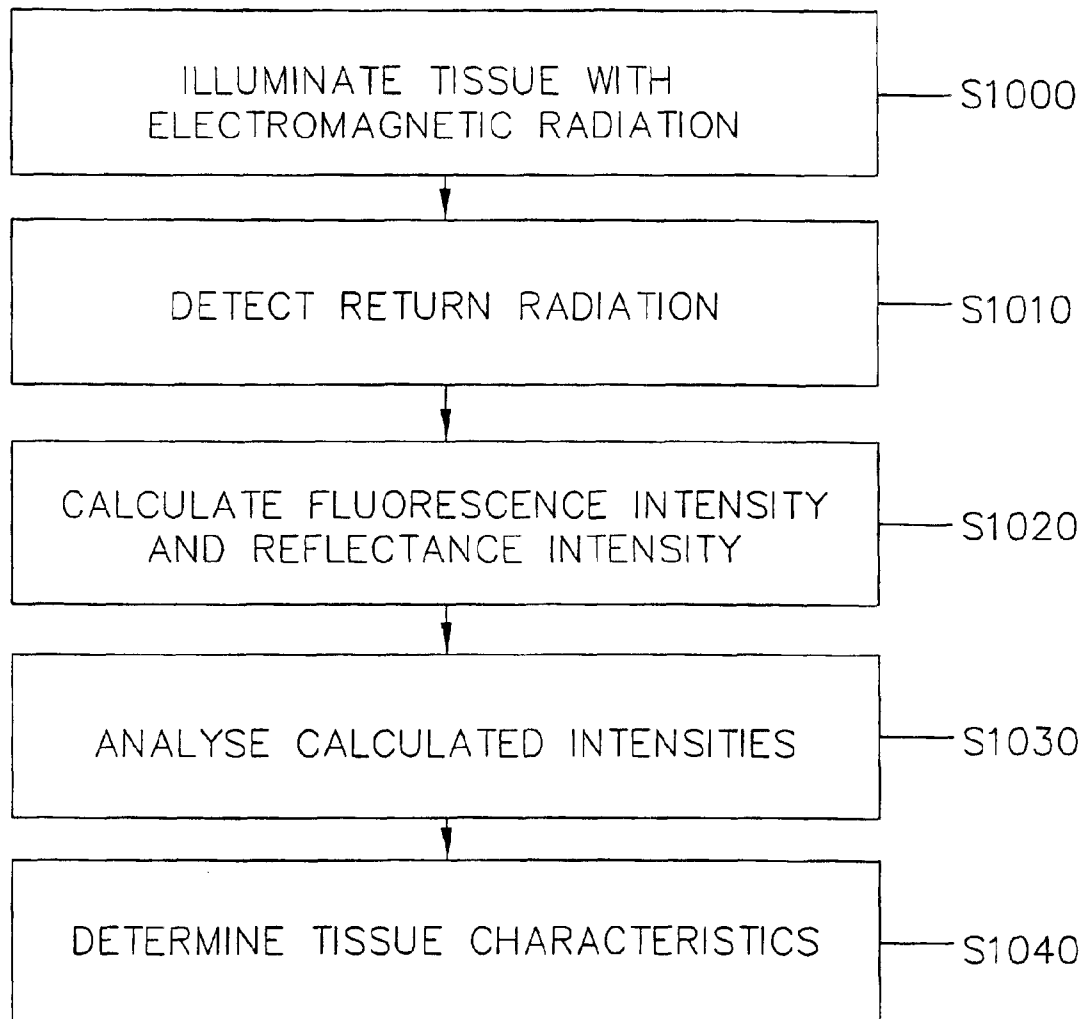 ILLUMINATE TISSUE WITH
ELECTROMAGNETIC RADIATION
S1000
DETECT RETURN RADIATION
S1010
CALCULATE FLUORESCENCE INTENSITY
AND REFLECTANCE INTENSITY
S1020
ANALYSE CALCULATED INTENSITIES
S1030
DETERMINE TISSUE CHARACTERISTICS
S1040